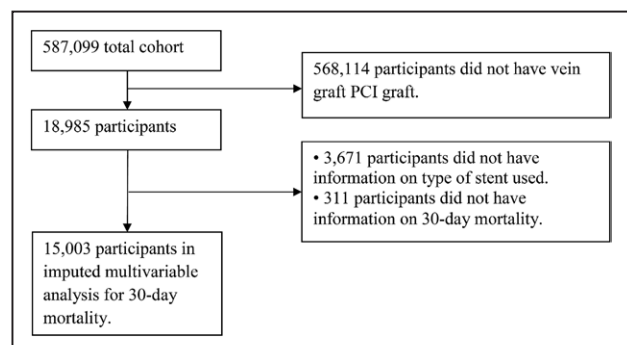 587,099 total cohort
568,114 participants did not have vein
graft PCI graft.
18,985 participants
• 3,671 participants did not have
information on type of stent used.
• 311 participants did not have
information on 30-day mortality.
15,003 participants in
imputed multivariable
analysis for 30-day
mortality.